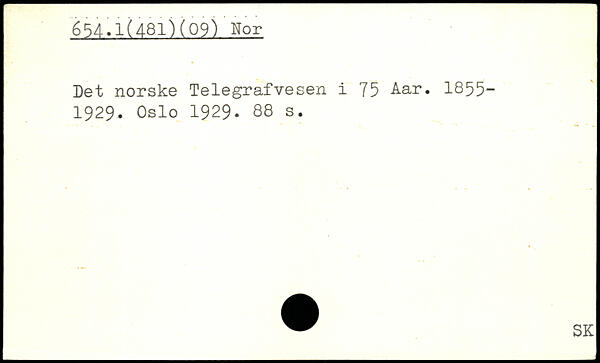 654.1(481)(09) Nor
Det norske Telegrafvesen i 75 Aar. 1855-
1929. Oslo 1929. 88 s.
SK